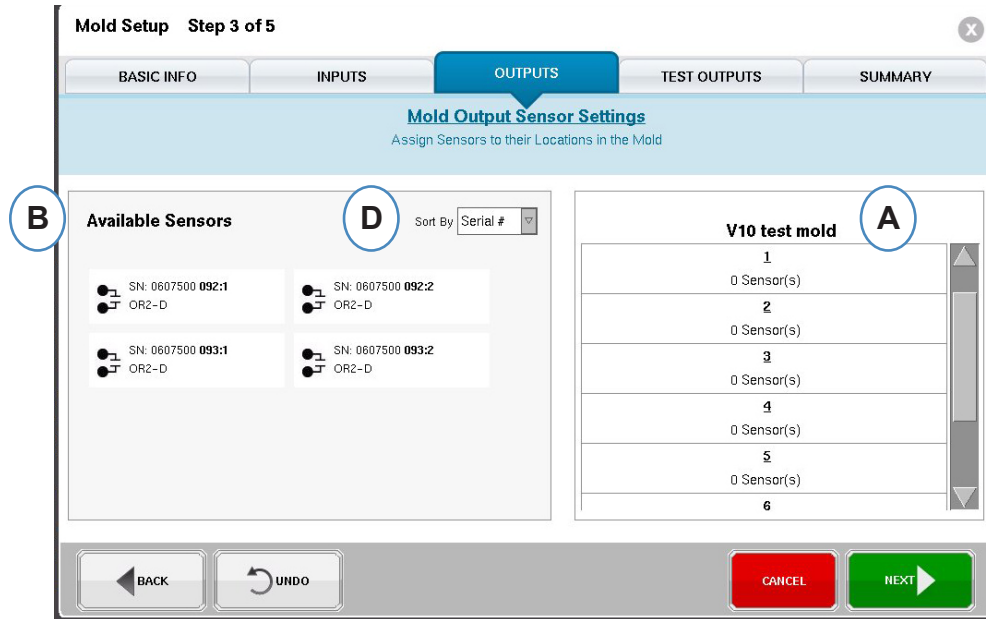 Mold Setup Step 3 of 5
BASIC INFO
INPUTS
OUTPUTS
TEST OUTPUTS
SUMMARY
Mold Output Sensor Settings
Assign Sensors to their Locations in the Mold
B
Available Sensors
D
Sort By Serial #
SN: 0607500 092:1
OR2-D
SN: 0607500 092:2
OR2-D
SN: 0607500 093:1
OR2-D
SN: 0607500 093:2
OR2-D
A
V10 test mold
1
0 Sensor(s)
2
0 Sensor(s)
3
0 Sensor(s)
4
0 Sensor(s)
5
0 Sensor(s)
6
BACK
UNDO
CANCEL
NEXT